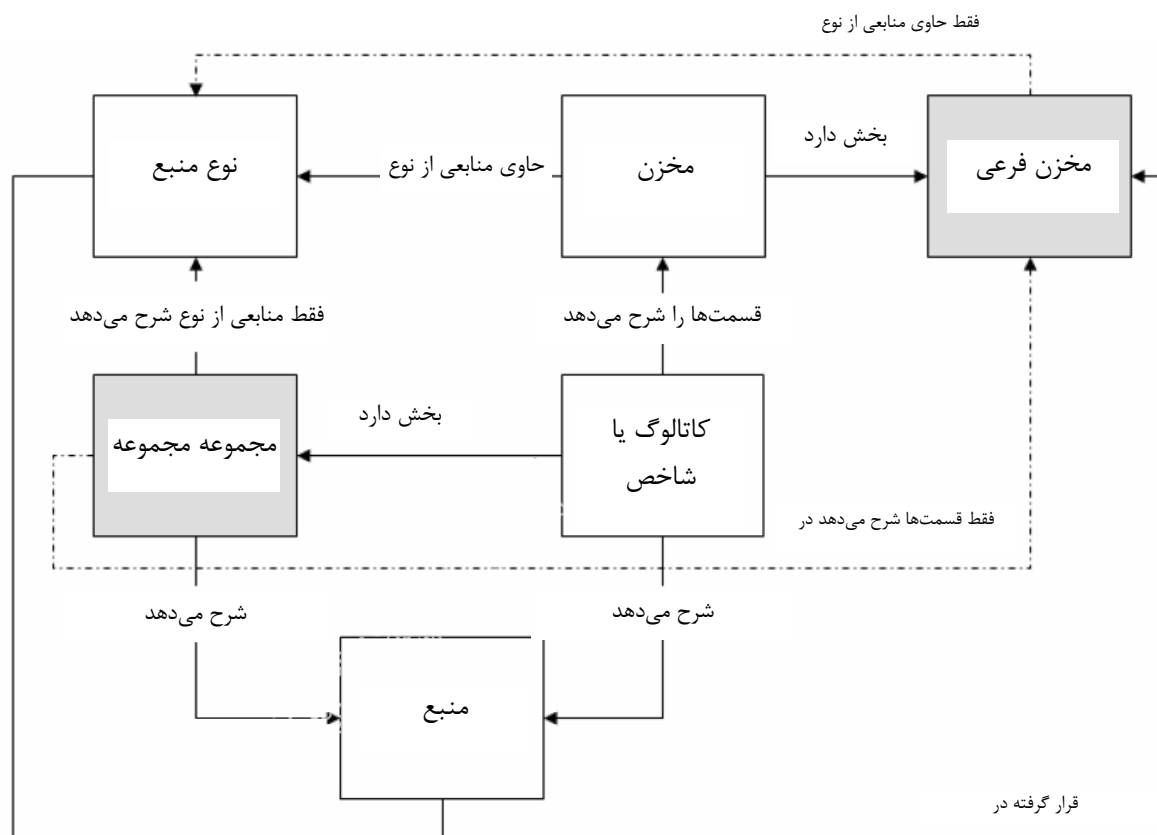 فقط حاوی منابعی از نوع
نوع منبع
حاوی منابعی از نوع
مخزن
بخش دارد
مخزن فرعی
فقط منابعی از نوع شرح می‌دهد
قسمت‌ها را شرح می‌دهد
مجموعه مجموعه
بخش دارد
کاتالوگ یا
شاخص
فقط قسمت‌ها شرح می‌دهد در
شرح می‌دهد
شرح می‌دهد
منبع
قرار گرفته در